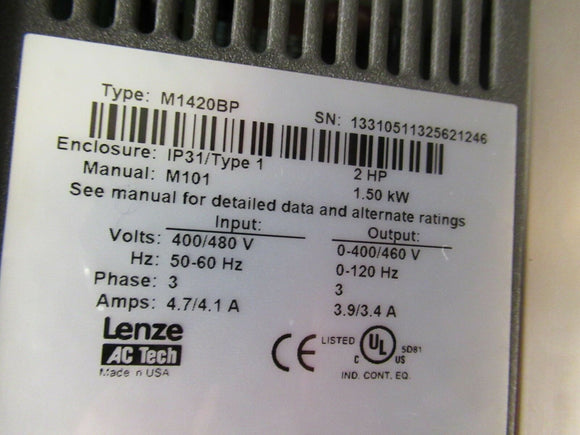 Type: M1420BP SN: 13310511325621246
Enclosure: IP31/Type 1 2 HP
Manual: M101 1.50 kW
See manual for detailed data and alternate ratings
Input: Output:
Volts: 400/480 V 0-400/460 V
Hz: 50-60 Hz 0-120 Hz
Phase: 3 3
Amps: 4.7/4.1 A 3.9/3.4 A
Lenze
AC Tech
Made in USA
CE LISTED C UL US 5D81
IND. CONT. EQ.